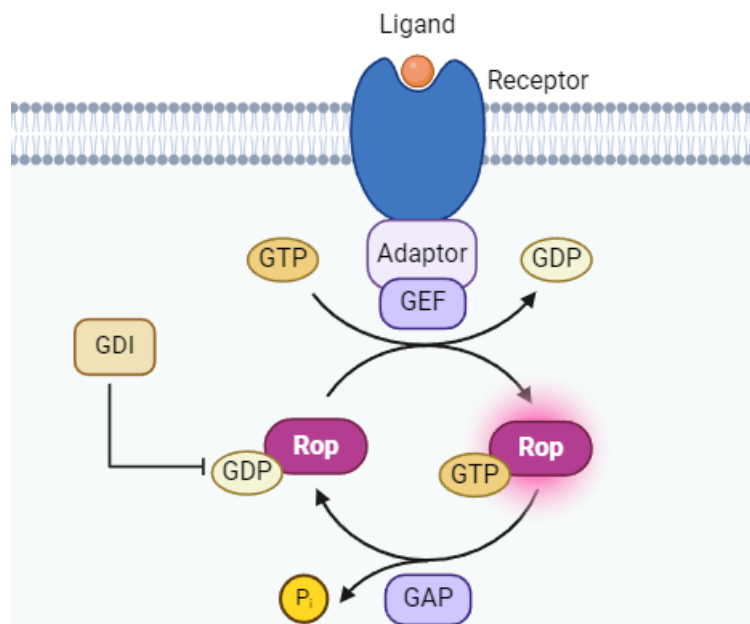 Ligand
Receptor
GTP
Adaptor
GDP
GEF
GDI
Rop
GDP
Rop
GTP
Pi
GAP